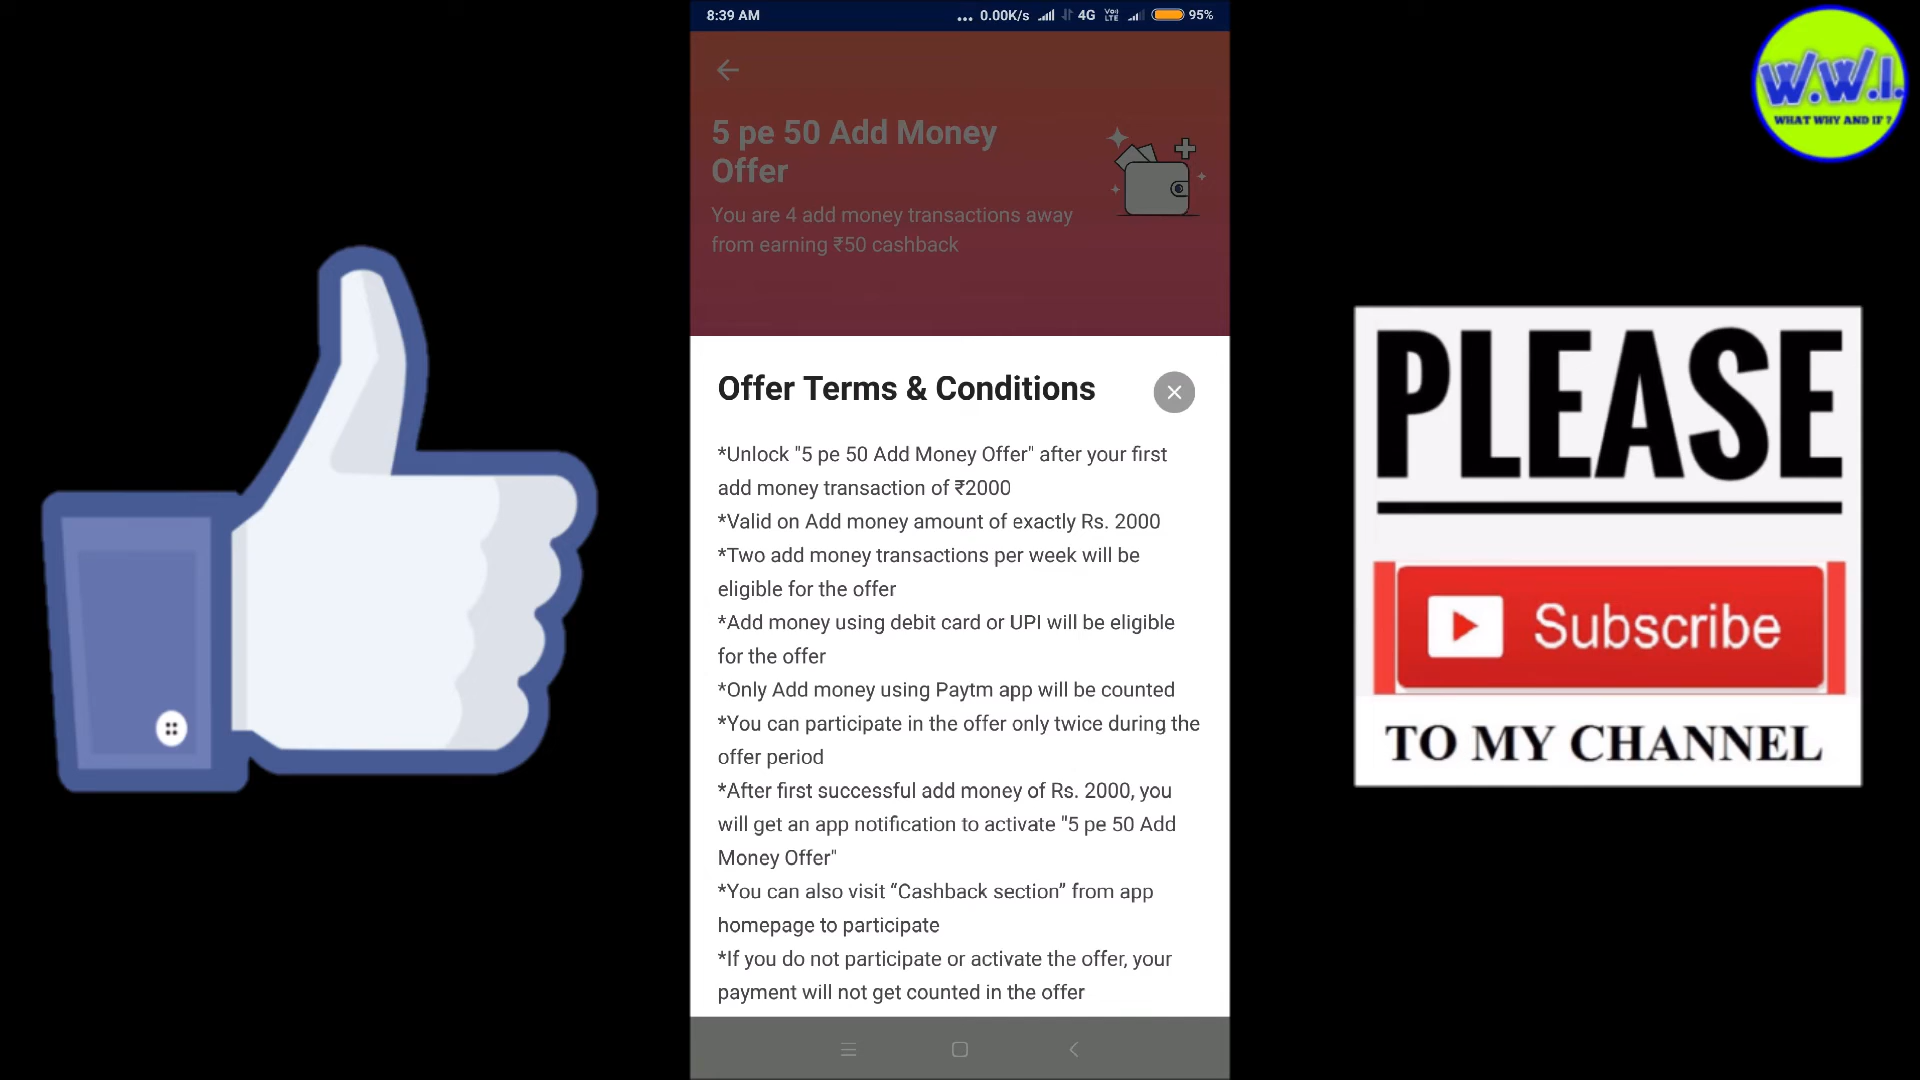 8:39 AM
... 0.00K/s 4G VoLTE 95%
W.W.I.
WHAT WHY AND IF ?
5 pe 50 Add Money
Offer
You are 4 add money transactions away
from earning ₹50 cashback
Offer Terms & Conditions
*Unlock "5 pe 50 Add Money Offer" after your first
add money transaction of ₹2000
*Valid on Add money amount of exactly Rs. 2000
*Two add money transactions per week will be
eligible for the offer
*Add money using debit card or UPI will be eligible
for the offer
*Only Add money using Paytm app will be counted
*You can participate in the offer only twice during the
offer period
*After first successful add money of Rs. 2000, you
will get an app notification to activate "5 pe 50 Add
Money Offer"
*You can also visit “Cashback section” from app
homepage to participate
*If you do not participate or activate the offer, your
payment will not get counted in the offer
PLEASE
Subscribe
TO MY CHANNEL